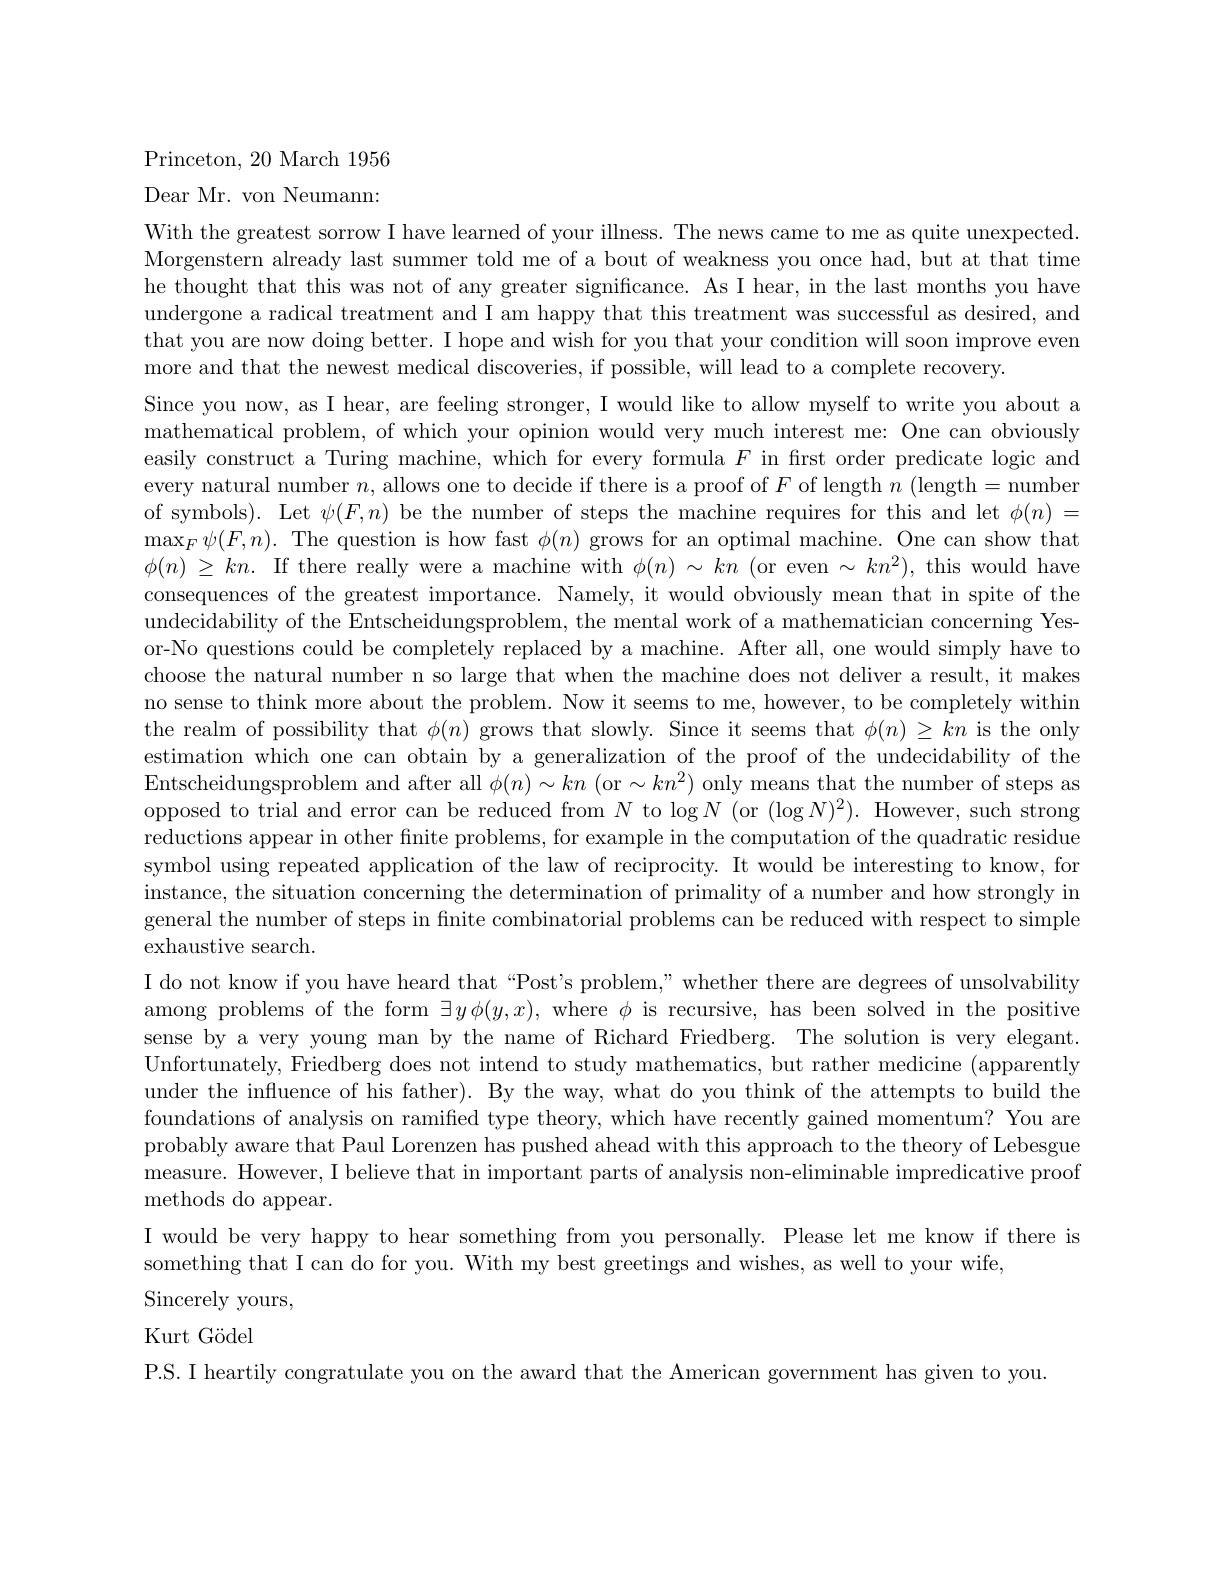 Princeton, 20 March 1956
Dear Mr. von Neumann:
With the greatest sorrow I have learned of your illness. The news came to me as quite unexpected.
Morgenstern already last summer told me of a bout of weakness you once had, but at that time
he thought that this was not of any greater significance. As I hear, in the last months you have
undergone a radical treatment and I am happy that this treatment was successful as desired, and
that you are now doing better. I hope and wish for you that your condition will soon improve even
more and that the newest medical discoveries, if possible, will lead to a complete recovery.
Since you now, as I hear, are feeling stronger, I would like to allow myself to write you about a
mathematical problem, of which your opinion would very much interest me: One can obviously
easily construct a Turing machine, which for every formula F in first order predicate logic and
every natural number n, allows one to decide if there is a proof of F of length n (length = number
of symbols). Let ψ(F, n) be the number of steps the machine requires for this and let ϕ(n) =
max_F ψ(F, n). The question is how fast ϕ(n) grows for an optimal machine. One can show that
ϕ(n) ≥ kn. If there really were a machine with ϕ(n) ∼ kn (or even ∼ kn²), this would have
consequences of the greatest importance. Namely, it would obviously mean that in spite of the
undecidability of the Entscheidungsproblem, the mental work of a mathematician concerning Yes-
or-No questions could be completely replaced by a machine. After all, one would simply have to
choose the natural number n so large that when the machine does not deliver a result, it makes
no sense to think more about the problem. Now it seems to me, however, to be completely within
the realm of possibility that ϕ(n) grows that slowly. Since it seems that ϕ(n) ≥ kn is the only
estimation which one can obtain by a generalization of the proof of the undecidability of the
Entscheidungsproblem and after all ϕ(n) ∼ kn (or ∼ kn²) only means that the number of steps as
opposed to trial and error can be reduced from N to log N (or (log N)²). However, such strong
reductions appear in other finite problems, for example in the computation of the quadratic residue
symbol using repeated application of the law of reciprocity. It would be interesting to know, for
instance, the situation concerning the determination of primality of a number and how strongly in
general the number of steps in finite combinatorial problems can be reduced with respect to simple
exhaustive search.
I do not know if you have heard that “Post’s problem,” whether there are degrees of unsolvability
among problems of the form ∃ y ϕ(y, x), where ϕ is recursive, has been solved in the positive
sense by a very young man by the name of Richard Friedberg. The solution is very elegant.
Unfortunately, Friedberg does not intend to study mathematics, but rather medicine (apparently
under the influence of his father). By the way, what do you think of the attempts to build the
foundations of analysis on ramified type theory, which have recently gained momentum? You are
probably aware that Paul Lorenzen has pushed ahead with this approach to the theory of Lebesgue
measure. However, I believe that in important parts of analysis non-eliminable impredicative proof
methods do appear.
I would be very happy to hear something from you personally. Please let me know if there is
something that I can do for you. With my best greetings and wishes, as well to your wife,
Sincerely yours,
Kurt Gödel
P.S. I heartily congratulate you on the award that the American government has given to you.